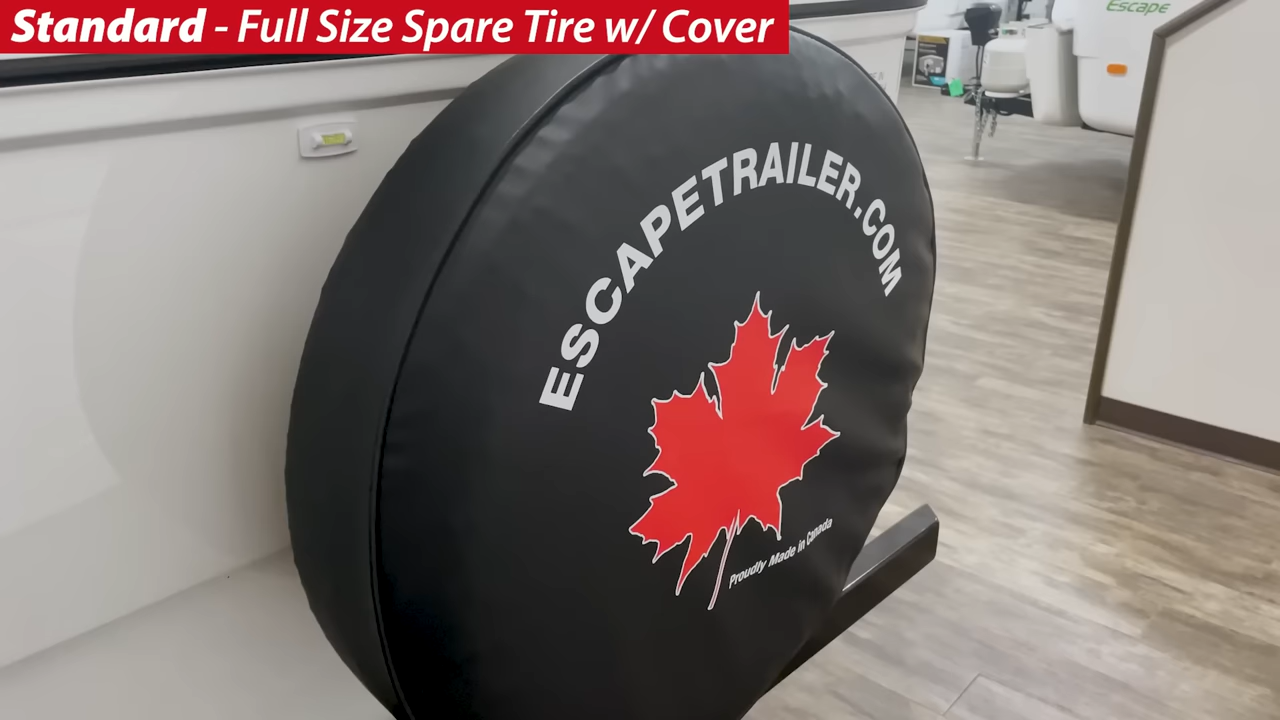 Standard - Full Size Spare Tire w/ Cover
Escape
ESCAPETRAILER.COM
Proudly Made in Canada